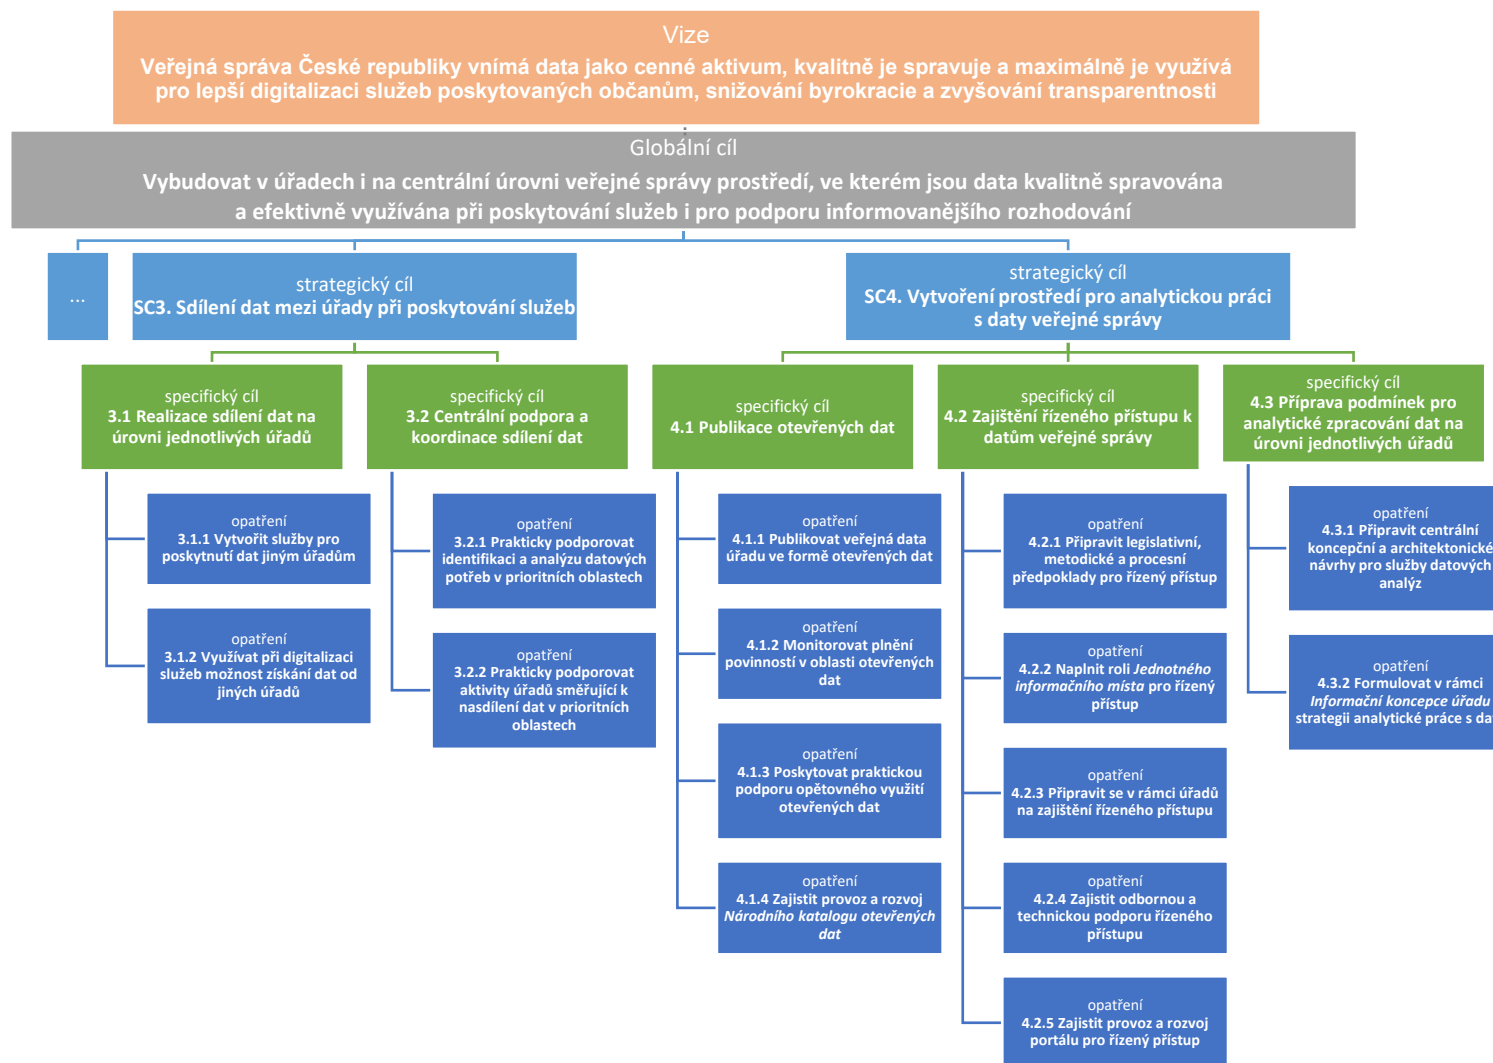 Vize
Veřejná správa České republiky vnímá data jako cenné aktivum, kvalitně je spravuje a maximálně je využívá
pro lepší digitalizaci služeb poskytovaných občanům, snižování byrokracie a zvyšování transparentnosti
Globální cíl
Vybudovat v úřadech i na centrální úrovni veřejné správy prostředí, ve kterém jsou data kvalitně spravována
a efektivně využívána při poskytování služeb i pro podporu informovanějšího rozhodování
...
strategický cíl
SC3. Sdílení dat mezi úřady při poskytování služeb
strategický cíl
SC4. Vytvoření prostředí pro analytickou práci
s daty veřejné správy
specifický cíl
3.1 Realizace sdílení dat na
úrovni jednotlivých úřadů
specifický cíl
3.2 Centrální podpora a
koordinace sdílení dat
specifický cíl
4.1 Publikace otevřených dat
specifický cíl
4.2 Zajištění řízeného přístupu k
datům veřejné správy
specifický cíl
4.3 Příprava podmínek pro
analytické zpracování dat na
úrovni jednotlivých úřadů
opatření
3.1.1 Vytvořit služby pro
poskytnutí dat jiným úřadům
opatření
3.1.2 Využívat při digitalizaci
služeb možnost získání dat od
jiných úřadů
opatření
3.2.1 Prakticky podporovat
identifikaci a analýzu datových
potřeb v prioritních oblastech
opatření
3.2.2 Prakticky podporovat
aktivity úřadů směřující k
nasdílení dat v prioritních
oblastech
opatření
4.1.1 Publikovat veřejná data
úřadu ve formě otevřených dat
opatření
4.1.2 Monitorovat plnění
povinností v oblasti otevřených
dat
opatření
4.1.3 Poskytovat praktickou
podporu opětovného využití
otevřených dat
opatření
4.1.4 Zajistit provoz a rozvoj
Národního katalogu otevřených
dat
opatření
4.2.1 Připravit legislativní,
metodické a procesní
předpoklady pro řízený přístup
opatření
4.2.2 Naplnit roli Jednotného
informačního místa pro řízený
přístup
opatření
4.2.3 Připravit se v rámci úřadů
na zajištění řízeného přístupu
opatření
4.2.4 Zajistit odbornou a
technickou podporu řízeného
přístupu
opatření
4.2.5 Zajistit provoz a rozvoj
portálu pro řízený přístup
opatření
4.3.1 Připravit centrální
koncepční a architektonické
návrhy pro služby datových
analýz
opatření
4.3.2 Formulovat v rámci
Informační koncepce úřadu
strategii analytické práce s dat